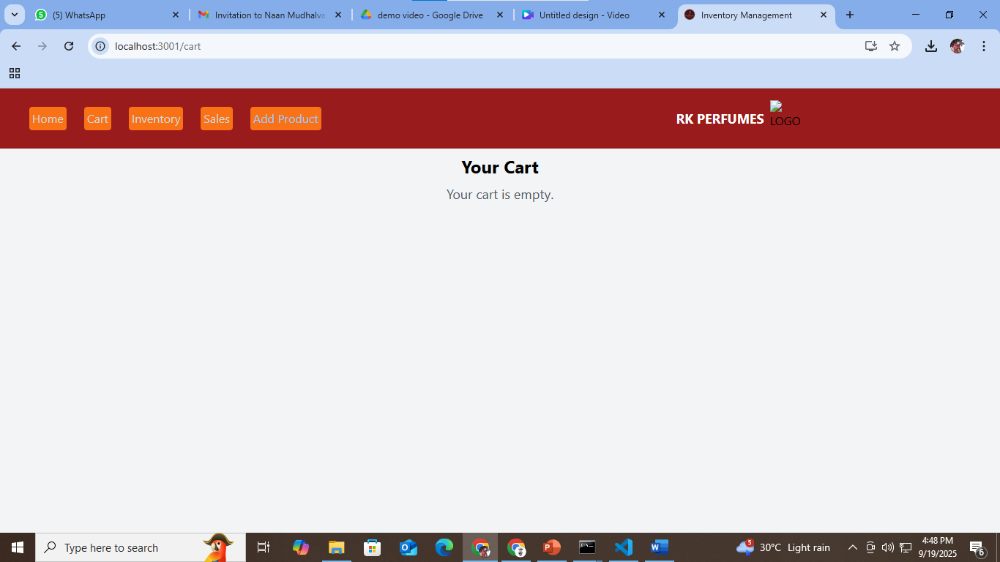 (5) WhatsApp
Invitation to Naan Mudhalva
demo video - Google Drive
Untitled design - Video
Inventory Management
localhost:3001/cart
Home Cart Inventory Sales Add Product
RK PERFUMES LOGO
Your Cart
Your cart is empty.
Type here to search
5
30°C Light rain
4:48 PM
9/19/2025
6